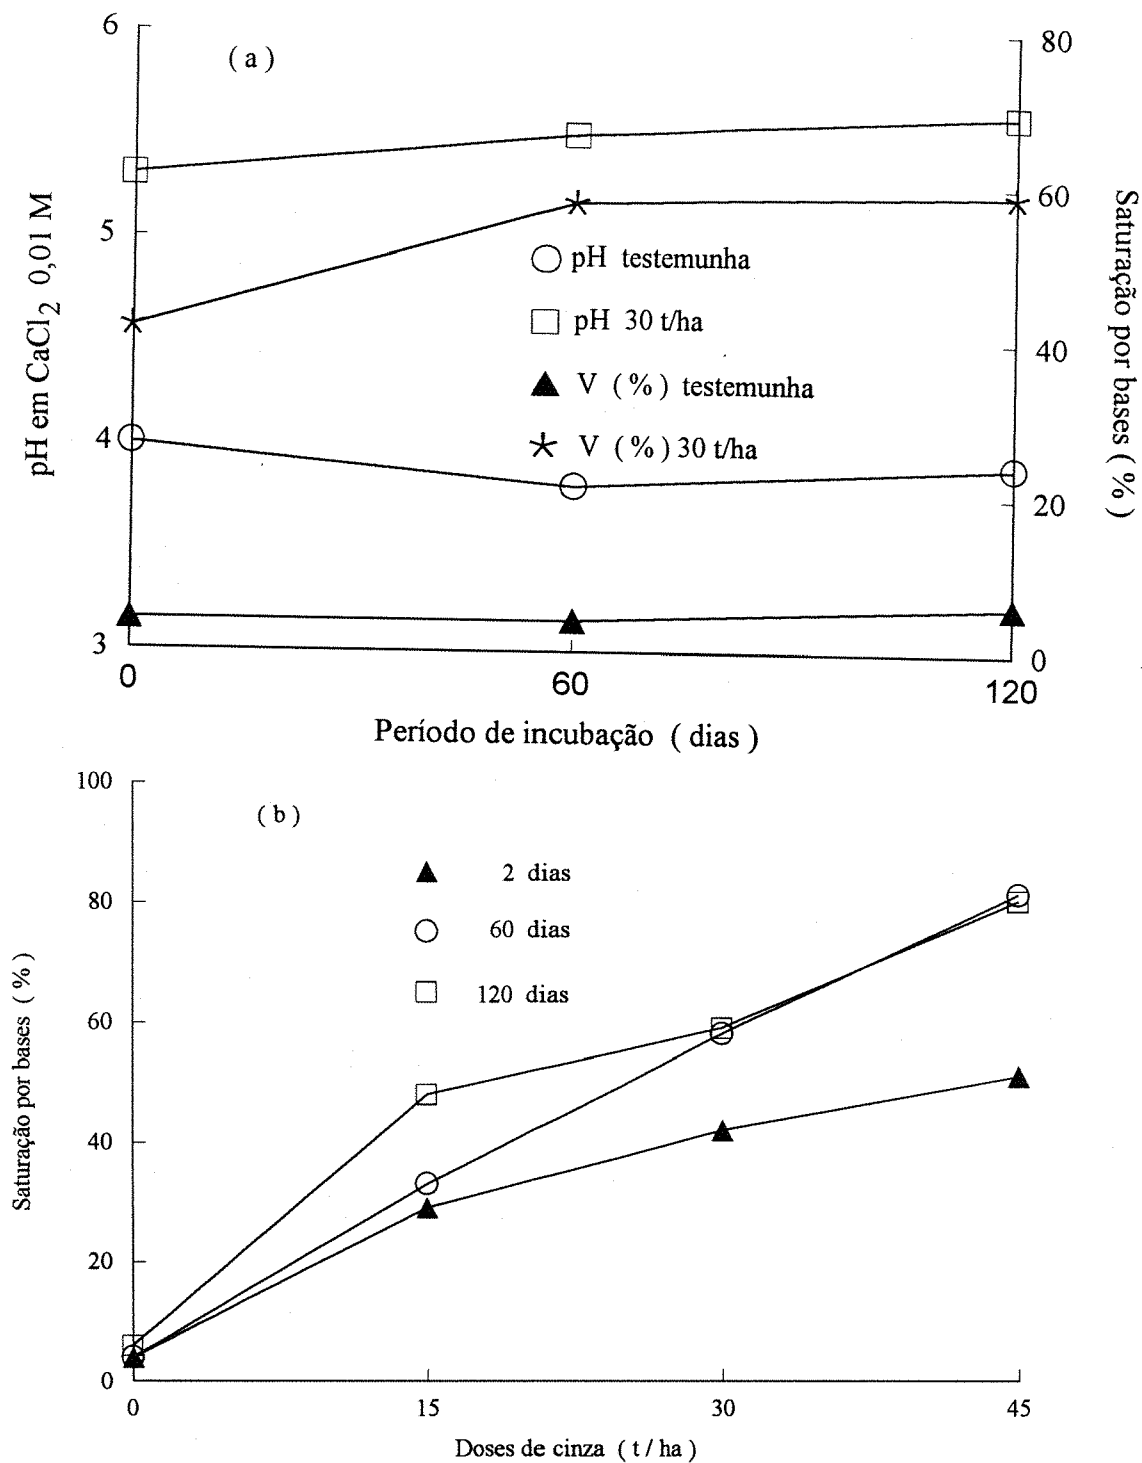 6
( a )
80
5
60
pH em CaCl2 0,01 M
Saturação por bases ( % )
pH testemunha
pH 30 t/ha
40
V ( % ) testemunha
4
V ( % ) 30 t/ha
20
3
0
0
60
120
Período de incubação ( dias )
100
( b )
2 dias
80
60 dias
120 dias
60
Saturação por bases ( % )
40
20
0
0
15
30
45
Doses de cinza ( t / ha )